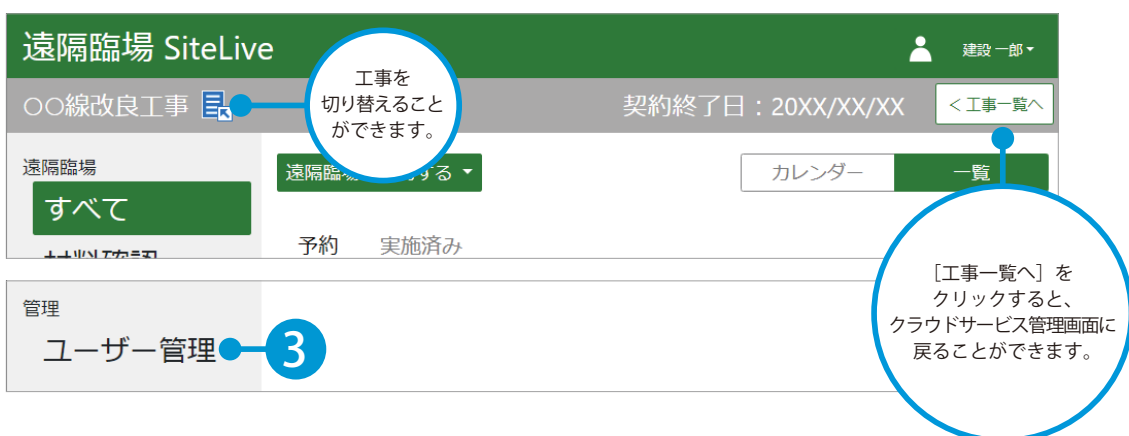 遠隔臨場 SiteLive
建設 一郎
工事を
切り替えること
ができます。
〇〇線改良工事
契約終了日：20XX/XX/XX
< 工事一覧へ
遠隔臨場
遠隔臨場 する
カレンダー
一覧
すべて
予約 実施済み
[工事一覧へ] を
クリックすると、
クラウドサービス管理画面に
戻ることができます。
管理
ユーザー管理
3